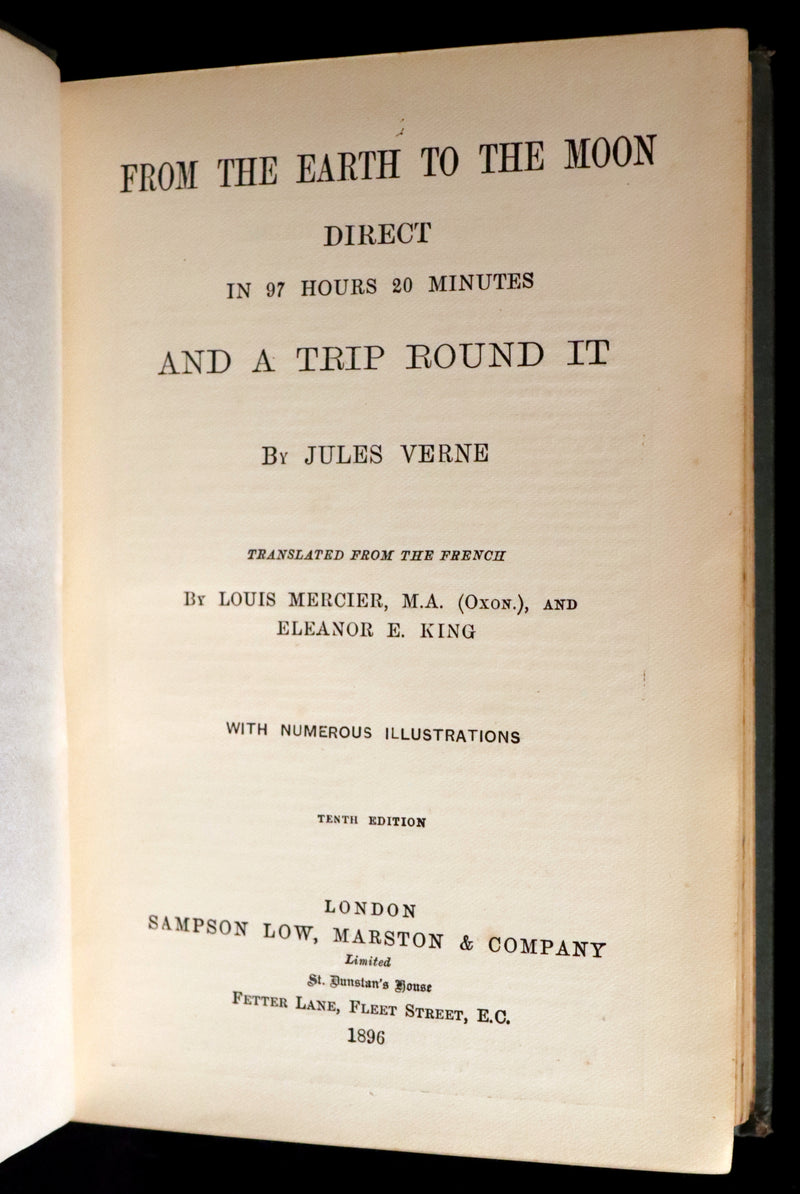 FROM THE EARTH TO THE MOON
DIRECT
IN 97 HOURS 20 MINUTES
AND A TRIP ROUND IT
By JULES VERNE
TRANSLATED FROM THE FRENCH
By LOUIS MERCIER, M.A. (Oxon.), AND
ELEANOR E. KING
WITH NUMEROUS ILLUSTRATIONS
TENTH EDITION
LONDON
SAMPSON LOW, MARSTON & COMPANY
Limited
St. Dunstan's House
Fetter Lane, Fleet Street, E.C.
1896